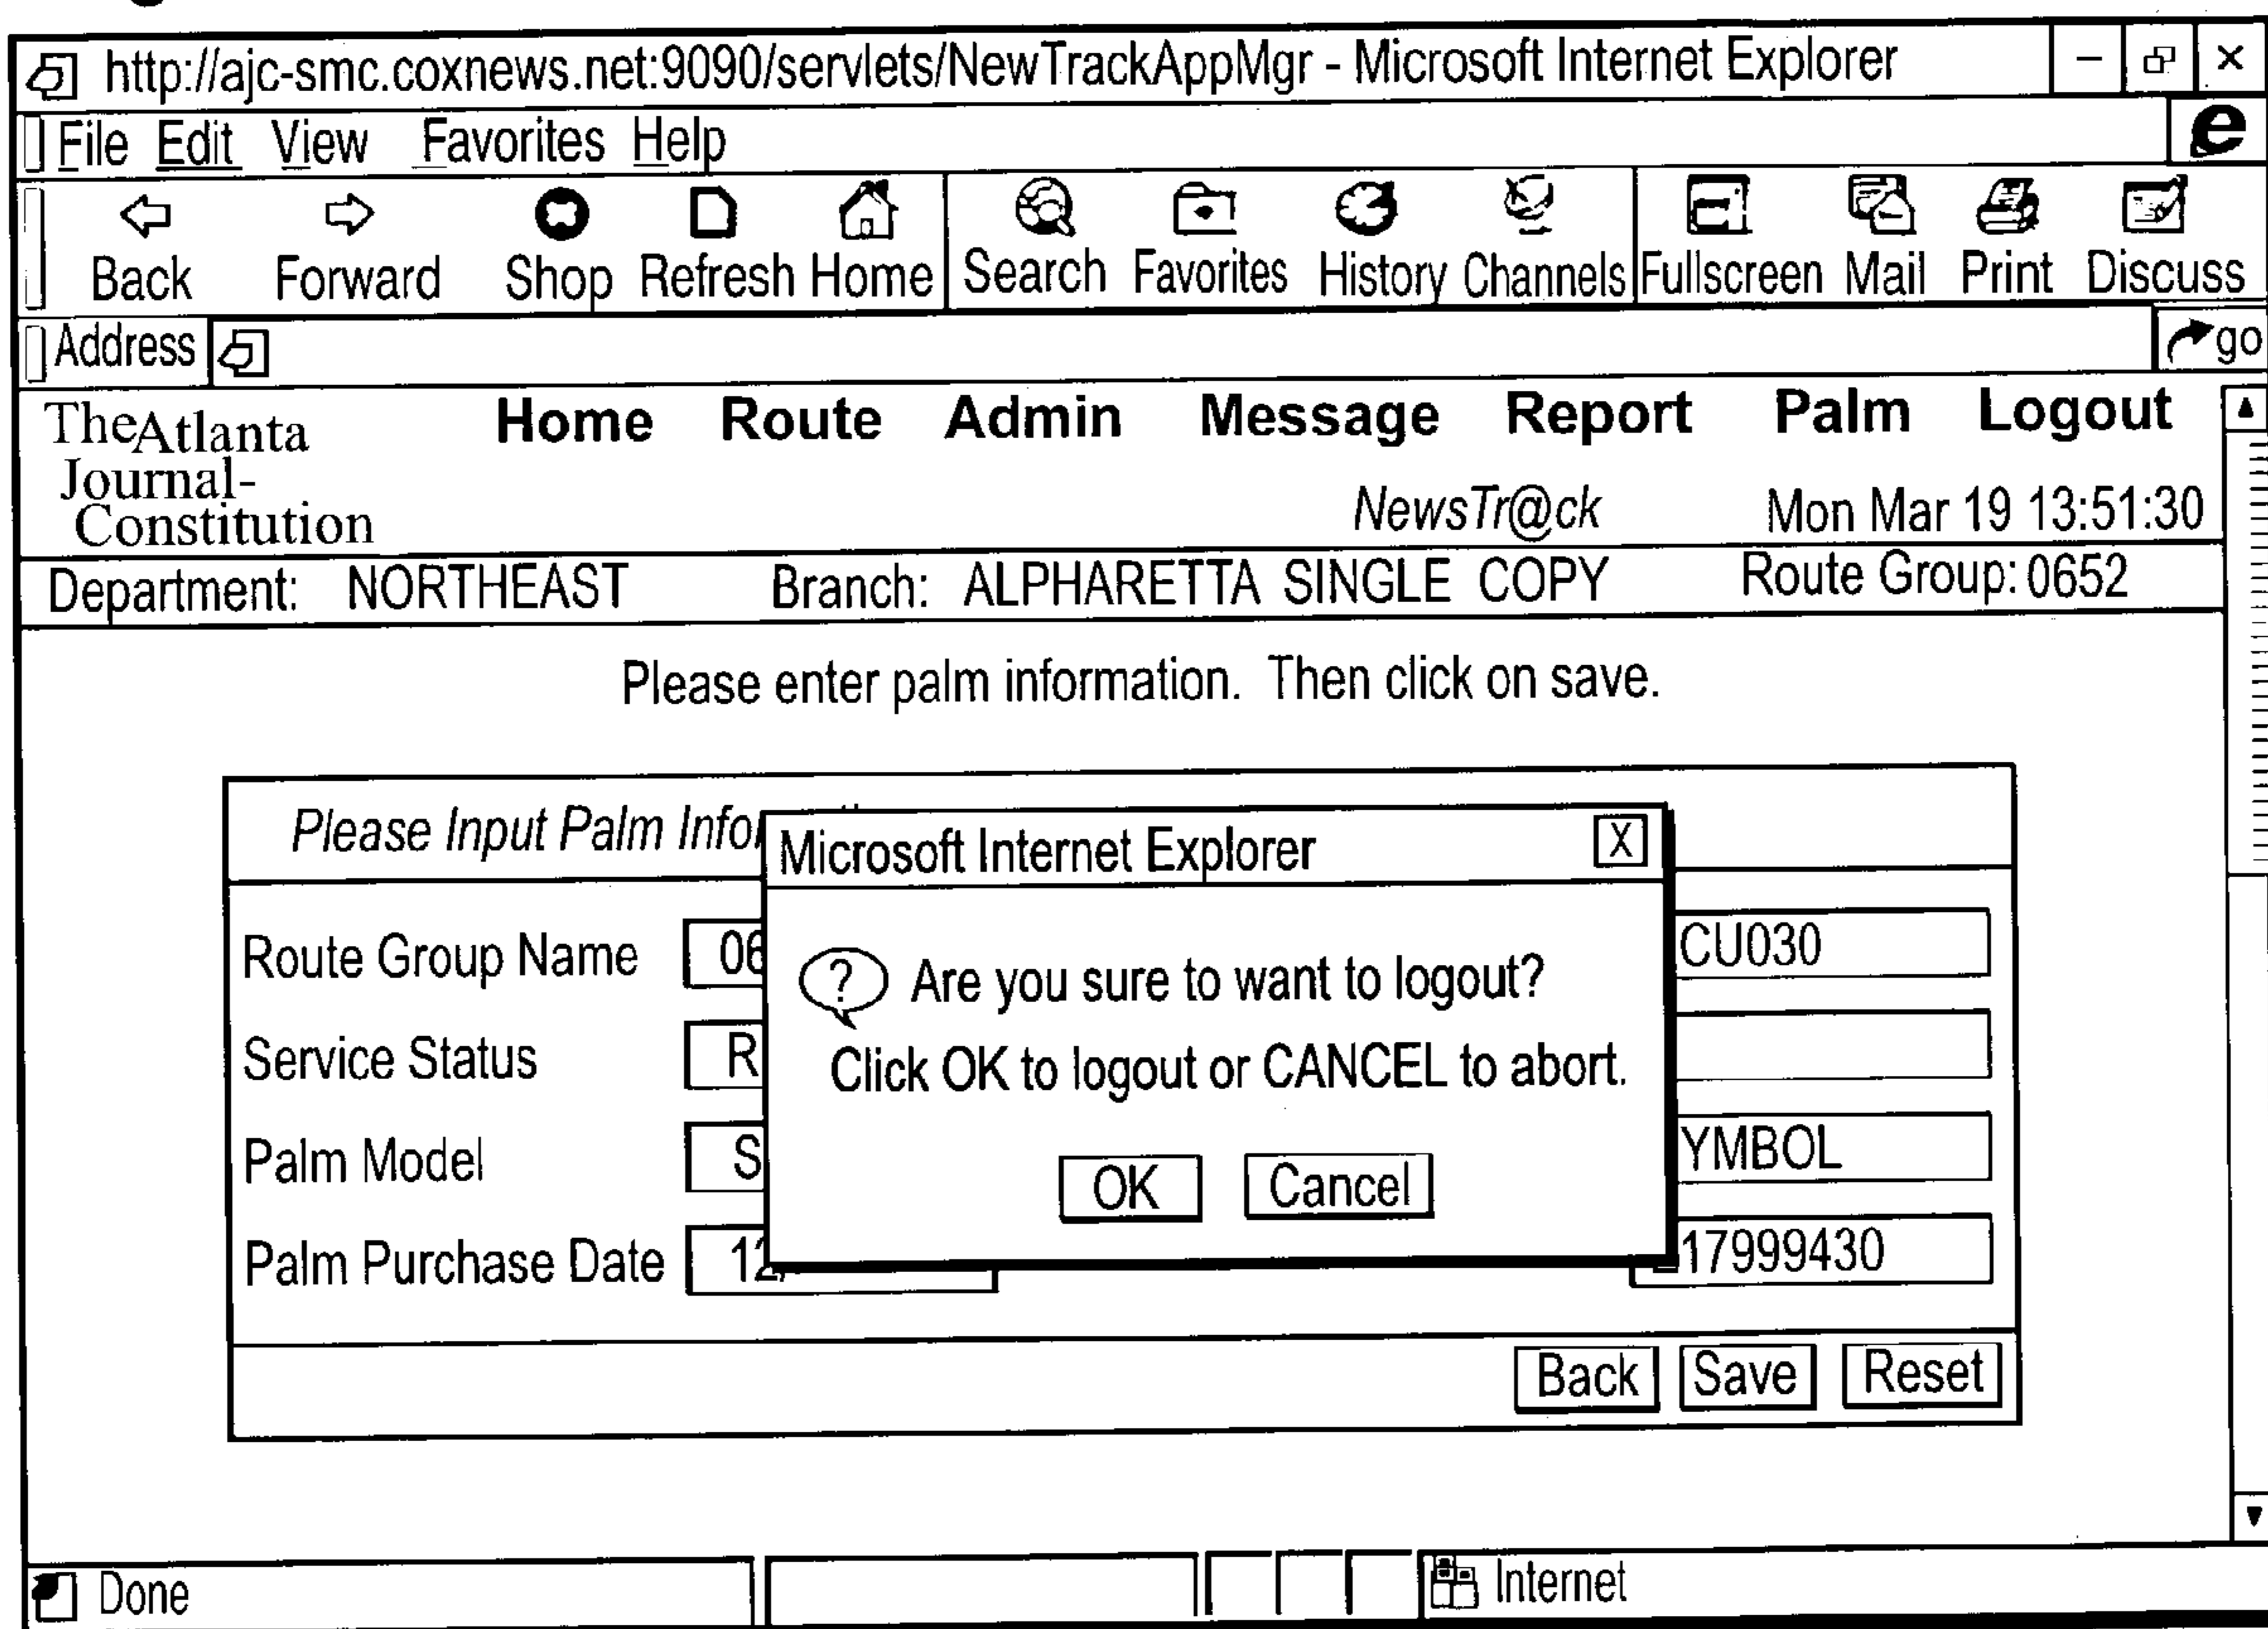 http://ajc-smc.coxnews.net:9090/servlets/NewTrackAppMgr - Microsoft Internet Explorer
File Edit View Favorites Help
Back Forward Shop Refresh Home Search Favorites History Channels Fullscreen Mail Print Discuss
Address go
The Atlanta Journal-Constitution
Home Route Admin Message Report Palm Logout
NewsTr@ck Mon Mar 19 13:51:30
Department: NORTHEAST Branch: ALPHARETTA SINGLE COPY Route Group: 0652
Please enter palm information. Then click on save.
Please Input Palm
Microsoft Internet Explorer X
Route Group Name 06 CU030
? Are you sure to want to logout?
Service Status R
Click OK to logout or CANCEL to abort.
Palm Model S YMBOL
OK Cancel
Palm Purchase Date 12 17999430
Back Save Reset
Done Internet